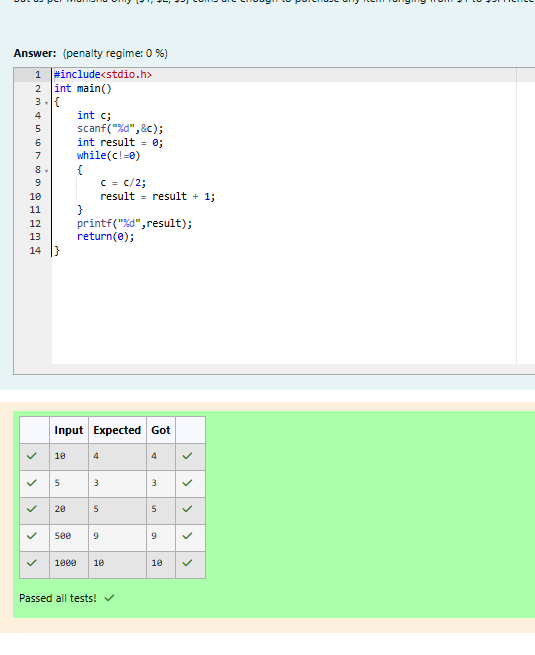 Answer: (penalty regime: 0 %)
1 #include<stdio.h>
2 int main()
3 {
4 int c;
5 scanf("%d",&c);
6 int result = 0;
7 while(c!=0)
8 {
9 c = c/2;
10 result = result + 1;
11 }
12 printf("%d",result);
13 return(0);
14 }
Input Expected Got
10 4 4
5 3 3
20 5 5
500 9 9
1000 10 10
Passed all tests!